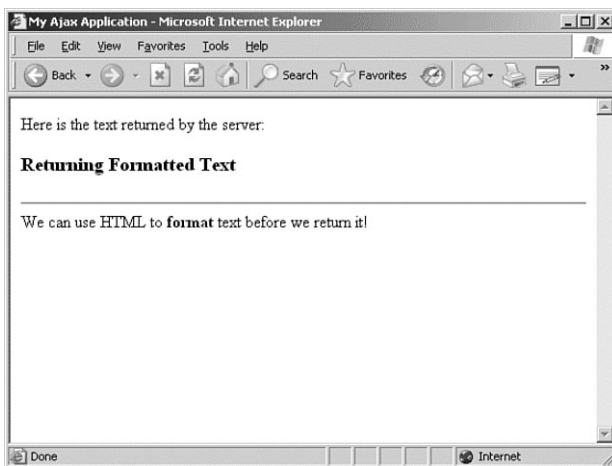 My Ajax Application - Microsoft Internet Explorer
File Edit View Favorites Tools Help
Back Search Favorites »
Here is the text returned by the server:
Returning Formatted Text
We can use HTML to format text before we return it!
Done Internet